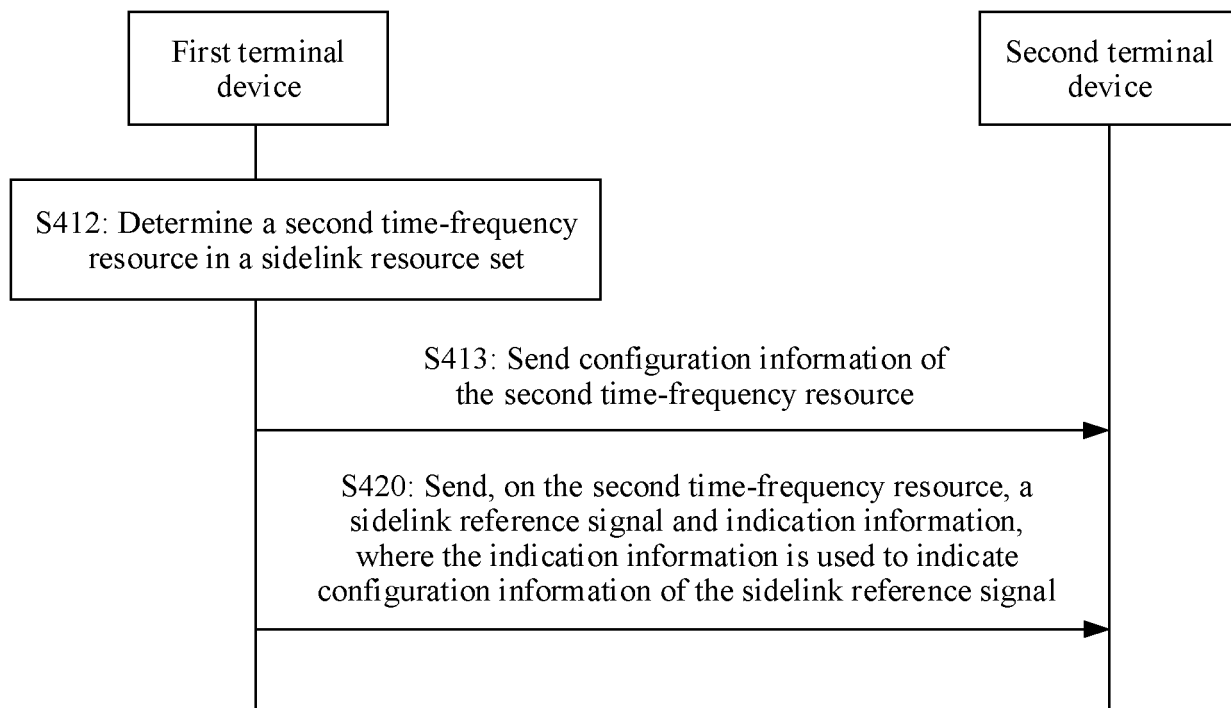 First terminal
device
Second terminal
device
S412: Determine a second time-frequency
resource in a sidelink resource set
S413: Send configuration information of
the second time-frequency resource
S420: Send, on the second time-frequency resource, a
sidelink reference signal and indication information,
where the indication information is used to indicate
configuration information of the sidelink reference signal